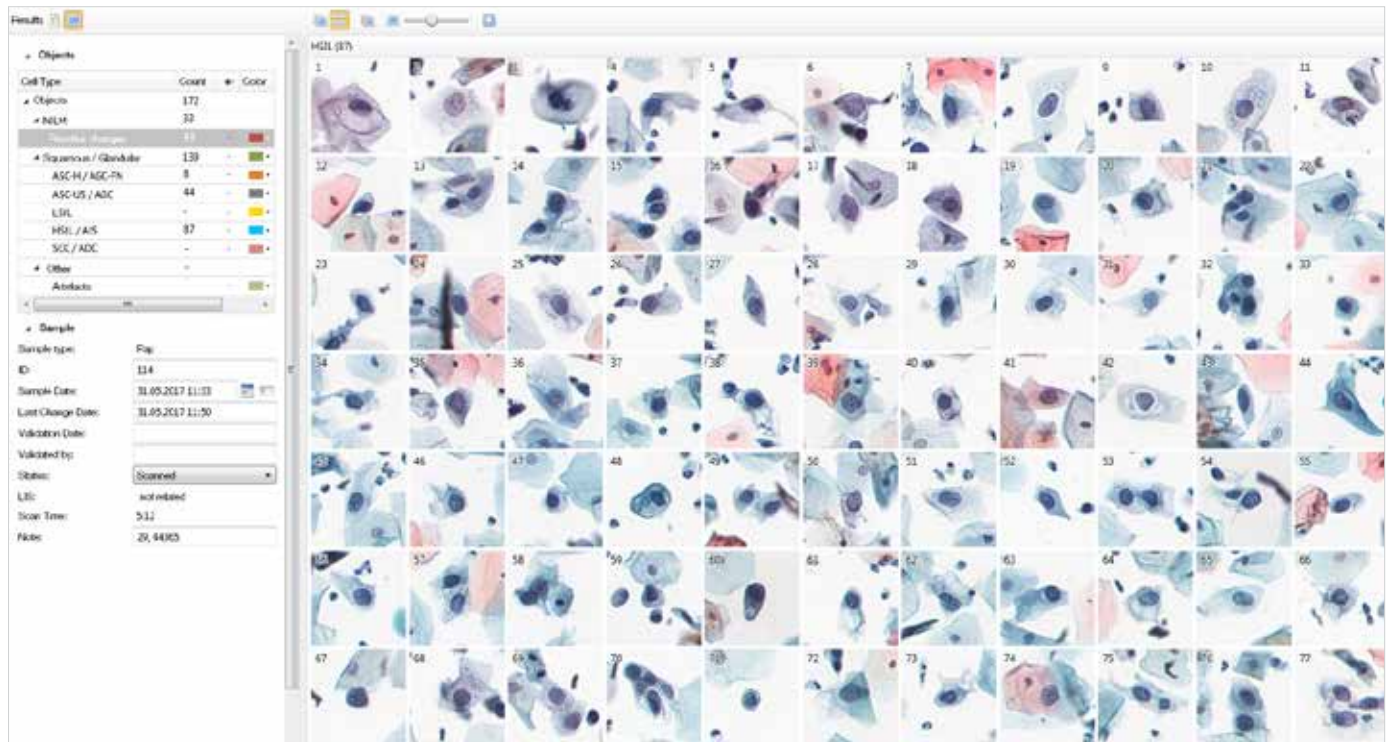 Results
Objects
Cell Type Count Color
Objects 172
NILM 33
Reactive changes
Squamous / Glandular 139
ASC-H / AGC-FN 8
ASC-US / AGC 44
LSIL -
HSIL / AIS 87
SCC / ADC -
Other -
Artefacts
Sample
Sample type: Pap
ID: 114
Sample Date: 31.05.2017 11:33
Last Change Date: 31.05.2017 11:50
Validation Date:
Validated by:
Status: Scanned
LIS: not related
Scan Time: 5:12
Note:
HSIL (87)
1 2 3 4 5 6 7 9 10 11
12 13 14 15 16 17 18 19 20 22
23 24 25 26 27 28 29 30 31 32 33
34 35 36 37 38 39 40 41 42 43 44
45 46 47 48 49 50 51 52 53 54 55
57 58 59 60 61 62 63 64 65 66
67 68 69 70 72 73 74 75 76 77